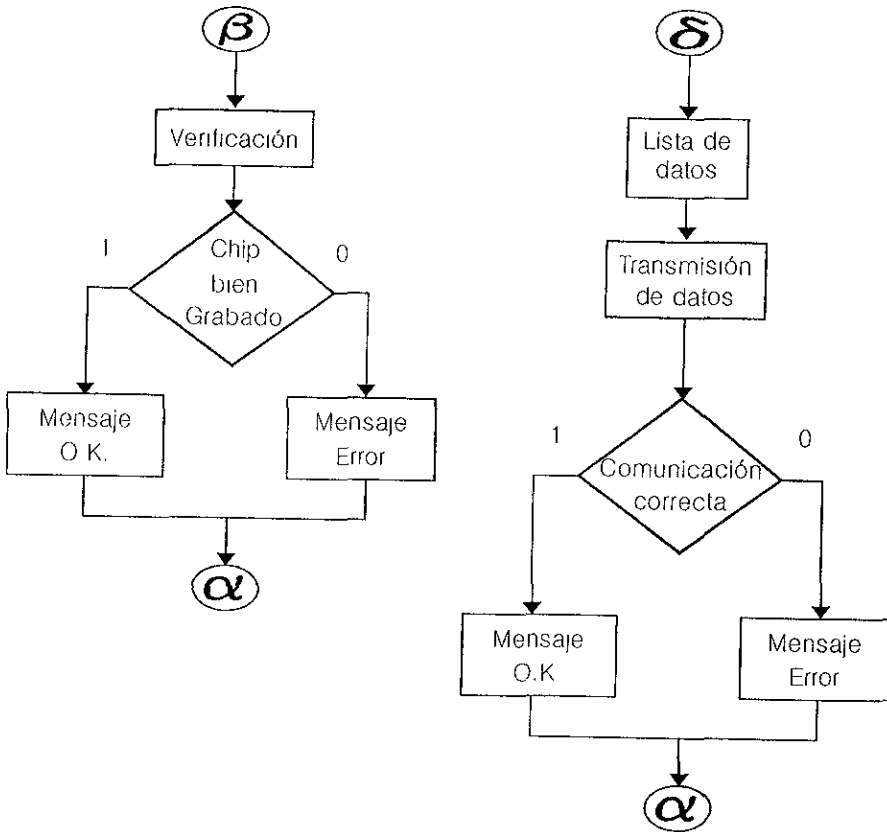 β
Verificación
1
0
Chip
bien
Grabado
Mensaje
O K.
Mensaje
Error
α
δ
Lista de
datos
Transmisión
de datos
1
0
Comunicación
correcta
Mensaje
O.K
Mensaje
Error
α